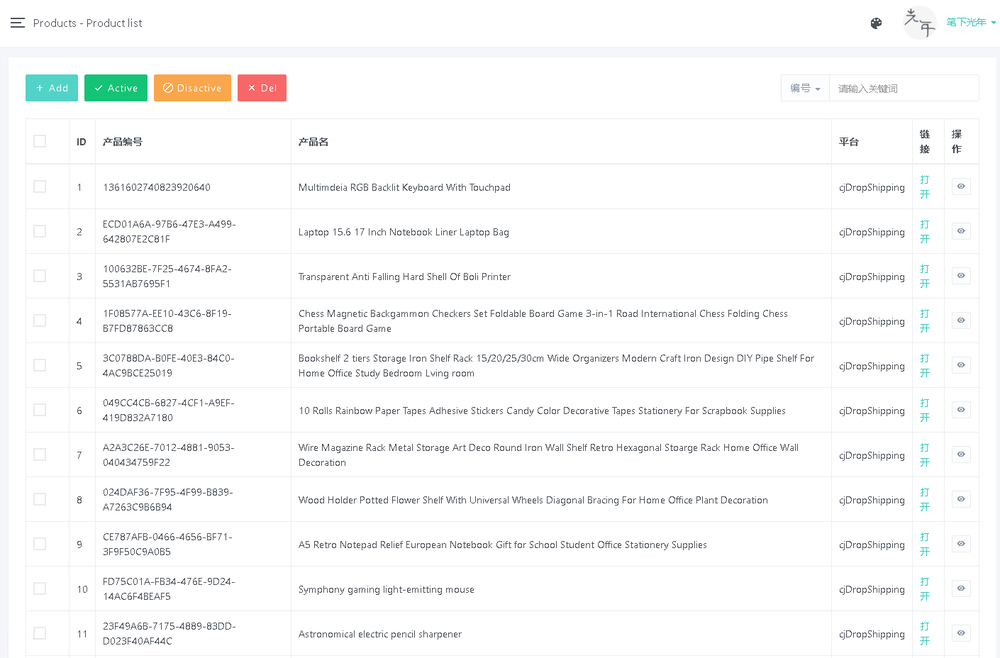 Products - Product list
光年
笔下光年
+ Add
Active
Disactive
Del
编号
请输入关键词
ID 产品编号 产品名 平台 链接 操作
1 1361602740823920640 Multimdeia RGB Backlit Keyboard With Touchpad cjDropShipping 打开
2 ECD01A6A-97B6-47E3-A499-642807E2C81F Laptop 15.6 17 Inch Notebook Liner Laptop Bag cjDropShipping 打开
3 100632BE-7F25-4674-8FA2-5531AB7695F1 Transparent Anti Falling Hard Shell Of Boli Printer cjDropShipping 打开
4 1F08577A-EE10-43C6-8F19-B7FD87863CC8 Chess Magnetic Backgammon Checkers Set Foldable Board Game 3-in-1 Road International Chess Folding Chess Portable Board Game cjDropShipping 打开
5 3C0788DA-B0FE-40E3-84C0-4AC9BCE25019 Bookshelf 2 tiers Storage Iron Shelf Rack 15/20/25/30cm Wide Organizers Modern Craft Iron Design DIY Pipe Shelf For Home Office Study Bedroom Lving room cjDropShipping 打开
6 049CC4CB-6827-4CF1-A9EF-419D832A7180 10 Rolls Rainbow Paper Tapes Adhesive Stickers Candy Color Decorative Tapes Stationery For Scrapbook Supplies cjDropShipping 打开
7 A2A3C26E-7012-4881-9053-040434759F22 Wire Magazine Rack Metal Storage Art Deco Round Iron Wall Shelf Retro Hexagonal Stoarge Rack Home Office Wall Decoration cjDropShipping 打开
8 024DAF36-7F95-4F99-B839-A7263C9B6B94 Wood Holder Potted Flower Shelf With Universal Wheels Diagonal Bracing For Home Office Plant Decoration cjDropShipping 打开
9 CE787AFB-0466-4656-BF71-3F9F50C9A0B5 A5 Retro Notepad Relief European Notebook Gift for School Student Office Stationery Supplies cjDropShipping 打开
10 FD75C01A-FB34-476E-9D24-14AC6F4BEAF5 Symphony gaming light-emitting mouse cjDropShipping 打开
11 23F49A6B-7175-4889-83DD-D023F40AF44C Astronomical electric pencil sharpener cjDropShipping 打开